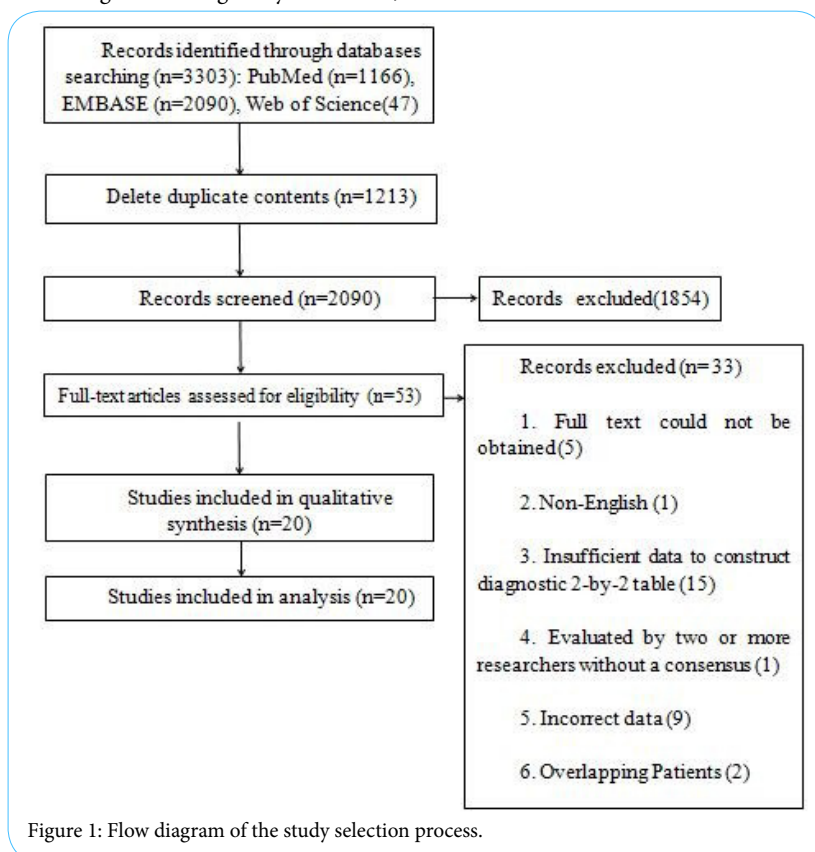 Records identified through databases
searching (n=3303): PubMed (n=1166),
EMBASE (n=2090), Web of Science(47)
Delete duplicate contents (n=1213)
Records screened (n=2090)
Records excluded(1854)
Full-text articles assessed for eligibility (n=53)
Records excluded (n=33)
1. Full text could not be
obtained(5)
2. Non-English (1)
3. Insufficient data to construct
diagnostic 2-by-2 table (15)
4. Evaluated by two or more
researchers without a consensus (1)
5. Incorrect data (9)
6. Overlapping Patients (2)
Studies included in qualitative
synthesis (n=20)
Studies included in analysis (n=20)
Figure 1: Flow diagram of the study selection process.